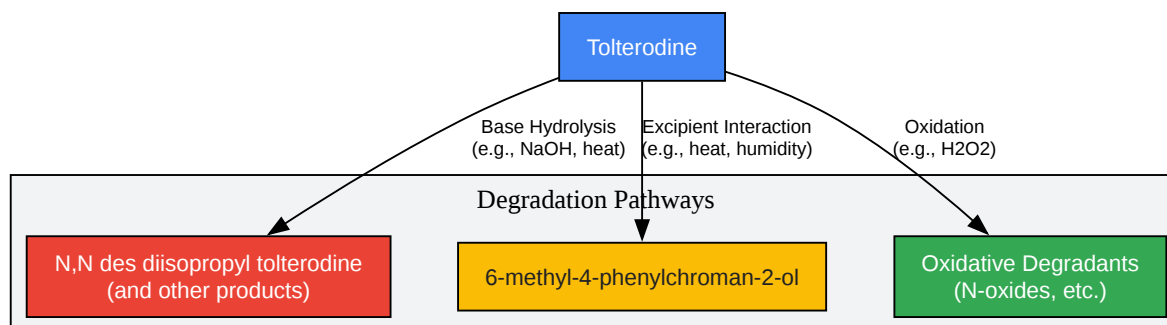 Tolterodine
Base Hydrolysis
(e.g., NaOH, heat)
Excipient Interaction
(e.g., heat, humidity)
Oxidation
(e.g., H2O2)
Degradation Pathways
N,N des diisopropyl tolterodine
(and other products)
6-methyl-4-phenylchroman-2-ol
Oxidative Degradants
(N-oxides, etc.)